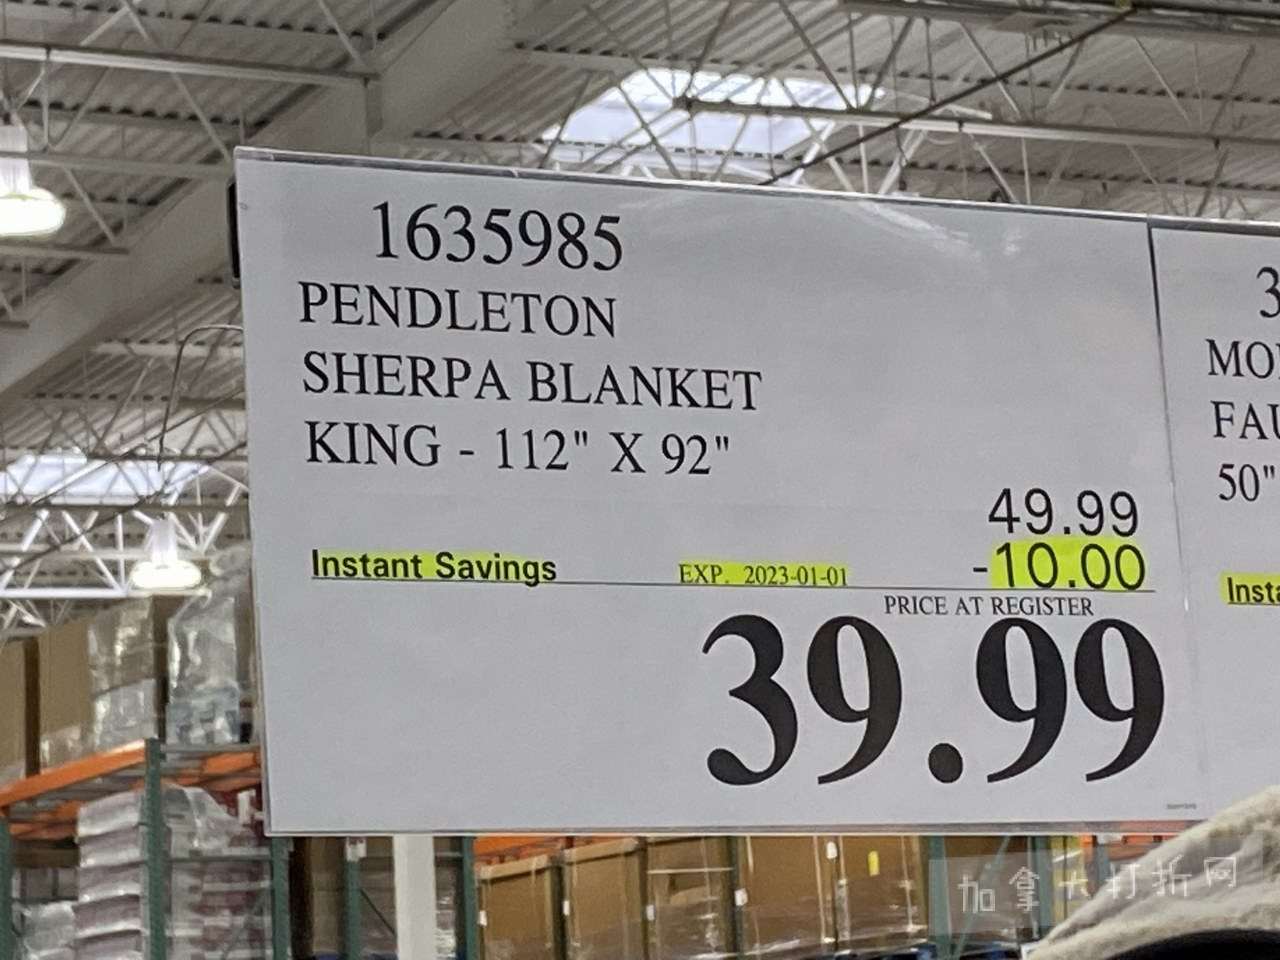 1635985
PENDLETON
SHERPA BLANKET
KING - 112" X 92"
49.99
Instant Savings EXP. 2023-01-01 -10.00
PRICE AT REGISTER
39.99
3
MO
FAU
50"
Insta
加拿大打折网